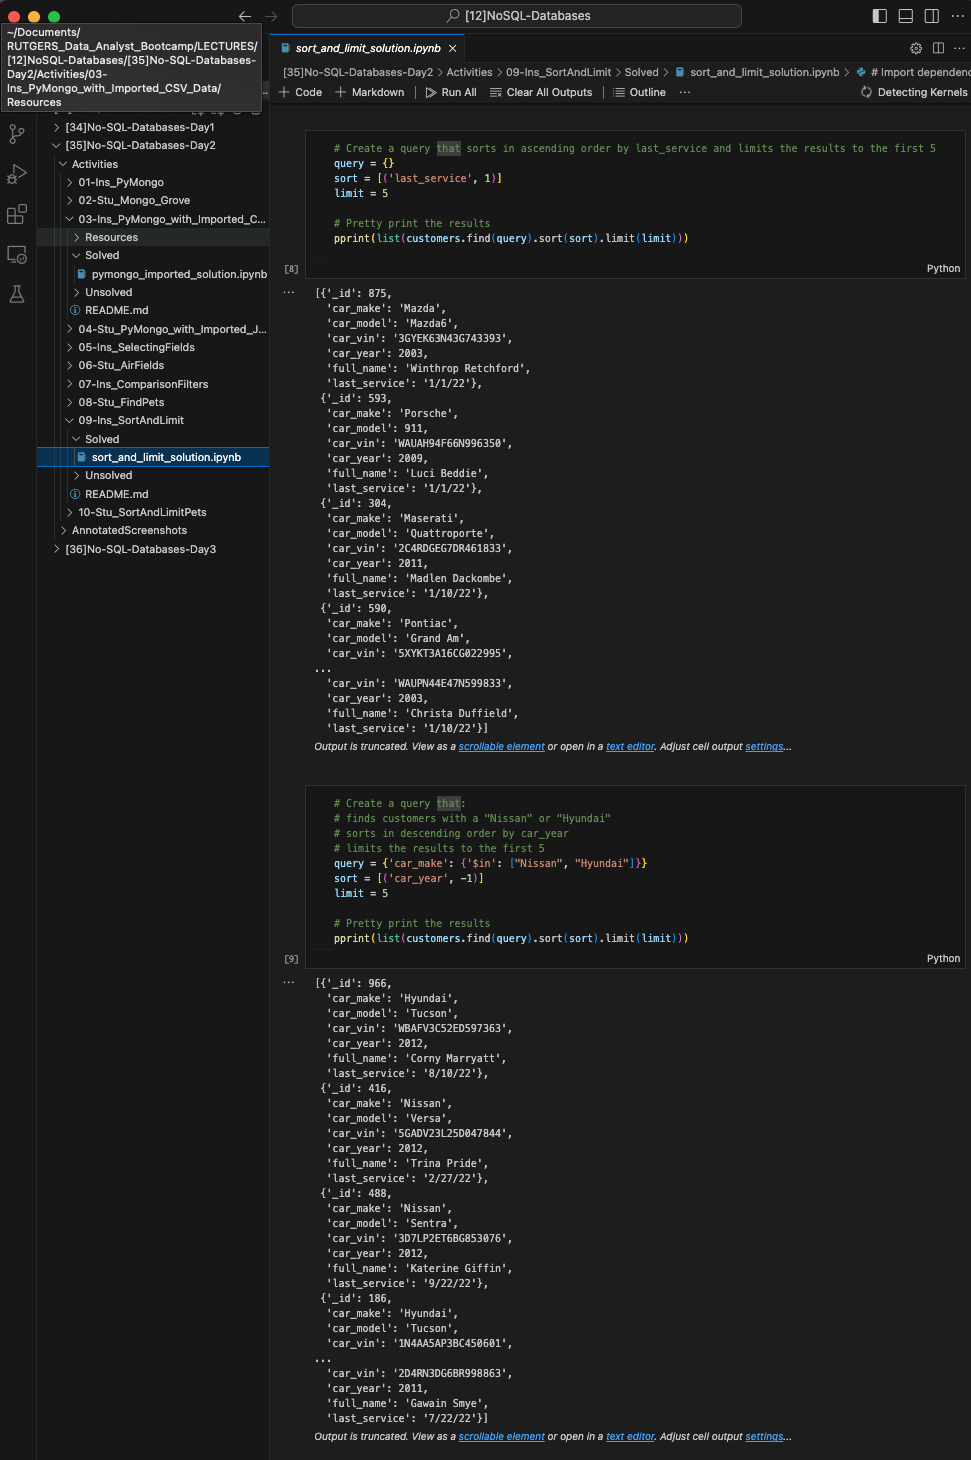 [12]NoSQL-Databases
~/Documents/
RUTGERS_Data_Analyst_Bootcamp/LECTURES/
[12]NoSQL-Databases/[35]No-SQL-Databases-
Day2/Activities/03-
Ins_PyMongo_with_Imported_CSV_Data/
Resources
[34]No-SQL-Databases-Day1
[35]No-SQL-Databases-Day2
Activities
01-Ins_PyMongo
02-Stu_Mongo_Grove
03-Ins_PyMongo_with_Imported_C...
Resources
Solved
pymongo_imported_solution.ipynb
Unsolved
README.md
04-Stu_PyMongo_with_Imported_J...
05-Ins_SelectingFields
06-Stu_AirFields
07-Ins_ComparisonFilters
08-Stu_FindPets
09-Ins_SortAndLimit
Solved
sort_and_limit_solution.ipynb
Unsolved
README.md
10-Stu_SortAndLimitPets
AnnotatedScreenshots
[36]No-SQL-Databases-Day3
sort_and_limit_solution.ipynb ×
[35]No-SQL-Databases-Day2 > Activities > 09-Ins_SortAndLimit > Solved > sort_and_limit_solution.ipynb > # Import dependenc
+ Code + Markdown | Run All Clear All Outputs | Outline ... Detecting Kernels
# Create a query that sorts in ascending order by last_service and limits the results to the first 5
query = {}
sort = [('last_service', 1)]
limit = 5
# Pretty print the results
pprint(list(customers.find(query).sort(sort).limit(limit)))
[8]
Python
...
[{'_id': 875,
'car_make': 'Mazda',
'car_model': 'Mazda6',
'car_vin': '3GYEK63N43G743393',
'car_year': 2003,
'full_name': 'Winthrop Retchford',
'last_service': '1/1/22'},
{'_id': 593,
'car_make': 'Porsche',
'car_model': 911,
'car_vin': 'WAUAH94F66N996350',
'car_year': 2009,
'full_name': 'Luci Beddie',
'last_service': '1/1/22'},
{'_id': 304,
'car_make': 'Maserati',
'car_model': 'Quattroporte',
'car_vin': '2C4RDGEG7DR461833',
'car_year': 2011,
'full_name': 'Madlen Dackombe',
'last_service': '1/10/22'},
{'_id': 590,
'car_make': 'Pontiac',
'car_model': 'Grand Am',
'car_vin': '5XYKT3A16CG022995',
...
'car_vin': 'WAUPN44E47N599833',
'car_year': 2003,
'full_name': 'Christa Duffield',
'last_service': '1/10/22'}]
Output is truncated. View as a scrollable element or open in a text editor. Adjust cell output settings...
# Create a query that:
# finds customers with a "Nissan" or "Hyundai"
# sorts in descending order by car_year
# limits the results to the first 5
query = {'car_make': {'$in': ["Nissan", "Hyundai"]}}
sort = [('car_year', -1)]
limit = 5
# Pretty print the results
pprint(list(customers.find(query).sort(sort).limit(limit)))
[9]
Python
...
[{'_id': 966,
'car_make': 'Hyundai',
'car_model': 'Tucson',
'car_vin': 'WBAFV3C52ED597363',
'car_year': 2012,
'full_name': 'Corny Marryatt',
'last_service': '8/10/22'},
{'_id': 416,
'car_make': 'Nissan',
'car_model': 'Versa',
'car_vin': '5GADV23L25D047844',
'car_year': 2012,
'full_name': 'Trina Pride',
'last_service': '2/27/22'},
{'_id': 488,
'car_make': 'Nissan',
'car_model': 'Sentra',
'car_vin': '3D7LP2ET6BG853076',
'car_year': 2012,
'full_name': 'Katerine Giffin',
'last_service': '9/22/22'},
{'_id': 186,
'car_make': 'Hyundai',
'car_model': 'Tucson',
'car_vin': '1N4AA5AP3BC450601',
...
'car_vin': '2D4RN3DG6BR998863',
'car_year': 2011,
'full_name': 'Gawain Smye',
'last_service': '7/22/22'}]
Output is truncated. View as a scrollable element or open in a text editor. Adjust cell output settings...